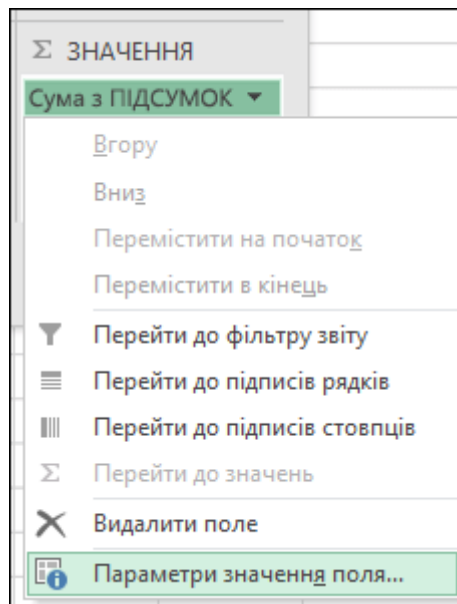 Σ ЗНАЧЕННЯ
Сума з ПІДСУМОК
Вгору
Вниз
Перемістити на початок
Перемістити в кінець
Перейти до фільтру звіту
Перейти до підписів рядків
Перейти до підписів стовпців
Σ Перейти до значень
Видалити поле
Параметри значення поля...